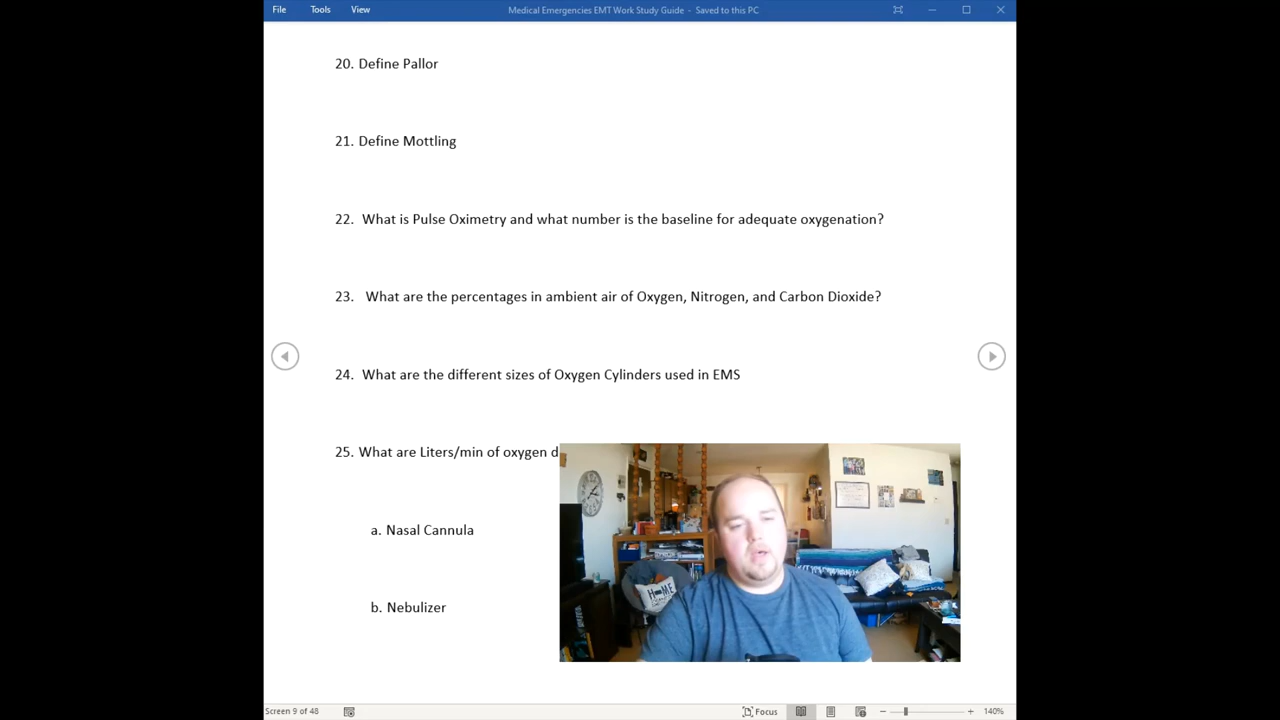 File Tools View Medical Emergencies EMT Work Study Guide - Saved to this PC
20. Define Pallor
21. Define Mottling
22. What is Pulse Oximetry and what number is the baseline for adequate oxygenation?
23. What are the percentages in ambient air of Oxygen, Nitrogen, and Carbon Dioxide?
24. What are the different sizes of Oxygen Cylinders used in EMS
25. What are Liters/min of oxygen d
a. Nasal Cannula
b. Nebulizer
HOME
Screen 9 of 48 Focus 140%